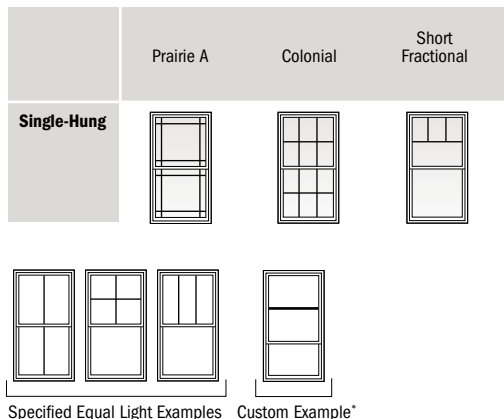 Prairie A
Colonial
Short
Fractional
Single-Hung
Specified Equal Light Examples
Custom Example*